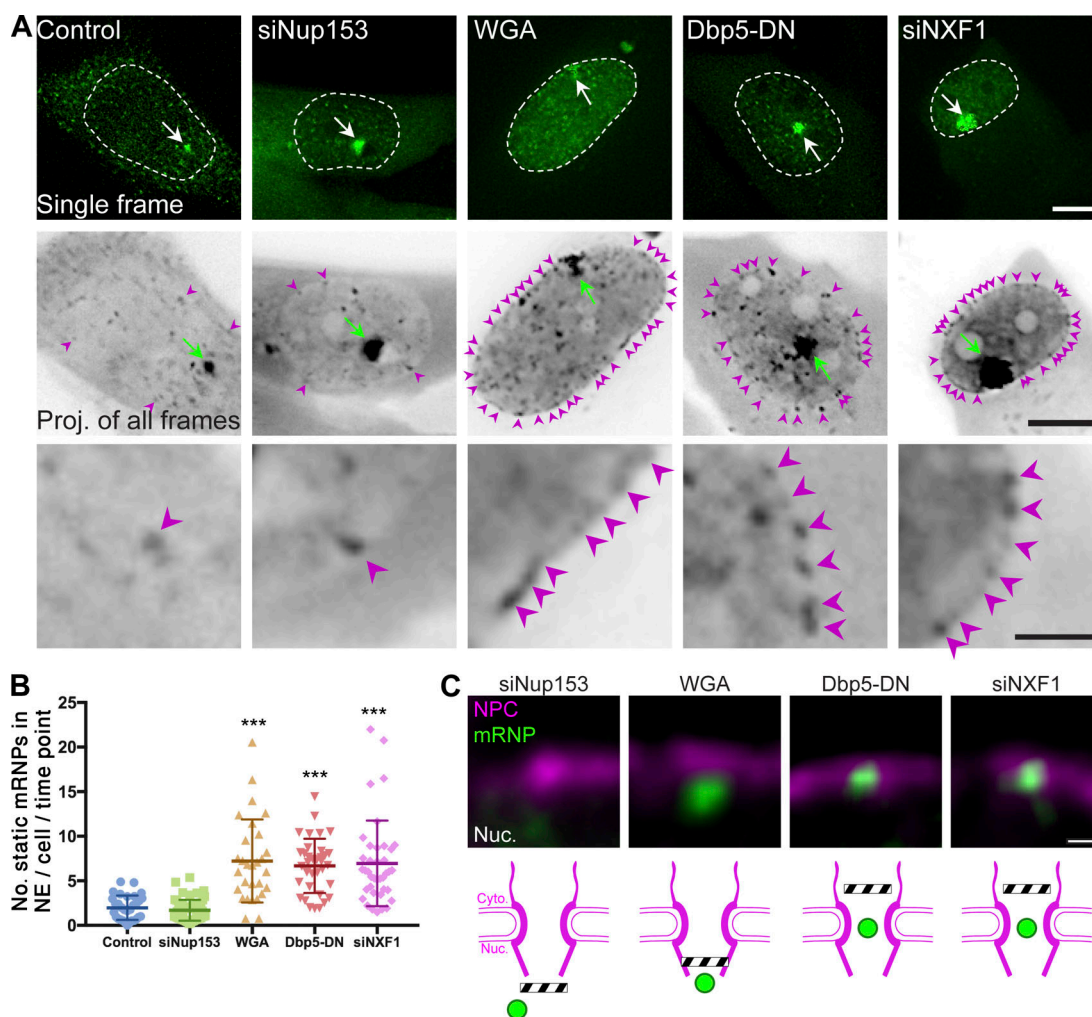 A
Control
siNup153
WGA
Dbp5-DN
siNXF1
Single frame
Proj. of all frames
B
No. static mRNPs in
NE / cell / time point
25
20
15
10
5
0
***
***
***
Control
siNup153
WGA
Dbp5-DN
siNXF1
C
siNup153
WGA
Dbp5-DN
siNXF1
NPC
mRNP
Nuc.
Cyto.
Nuc.